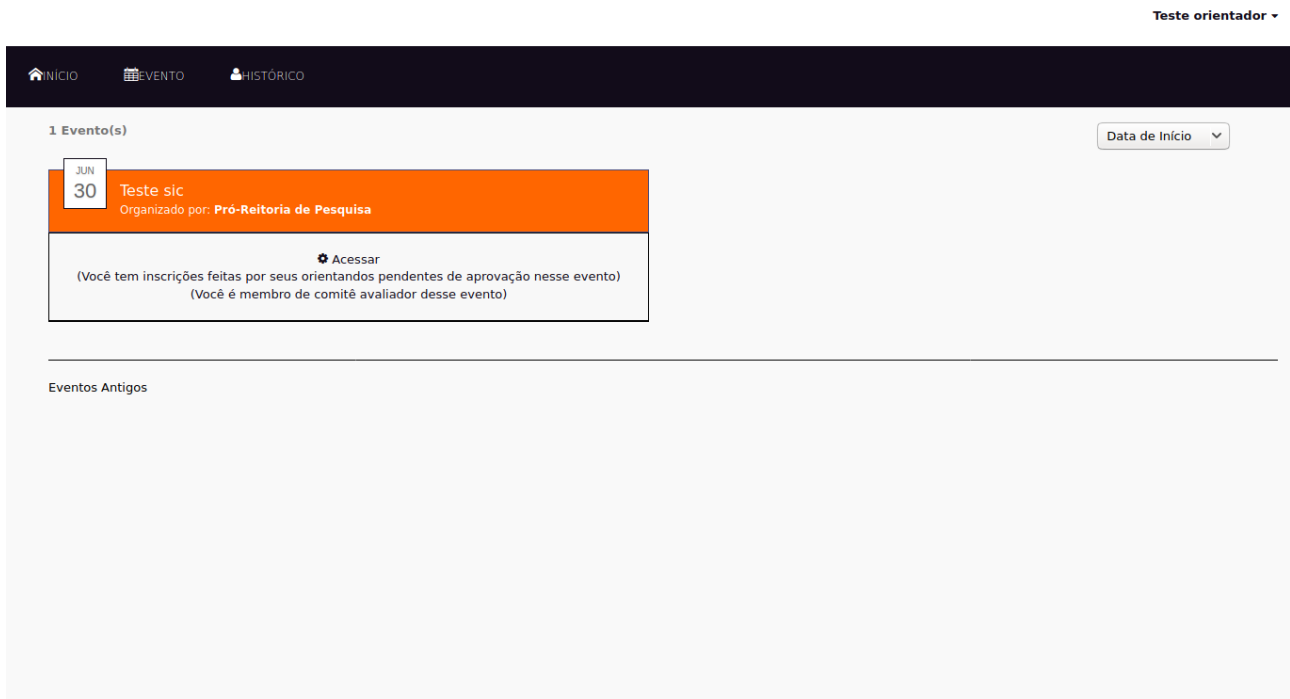 Teste orientador
INÍCIO EVENTO HISTÓRICO
1 Evento(s)
Data de Início
JUN
30
Teste sic
Organizado por: Pró-Reitoria de Pesquisa
Acessar
(Você tem inscrições feitas por seus orientandos pendentes de aprovação nesse evento)
(Você é membro de comitê avaliador desse evento)
Eventos Antigos